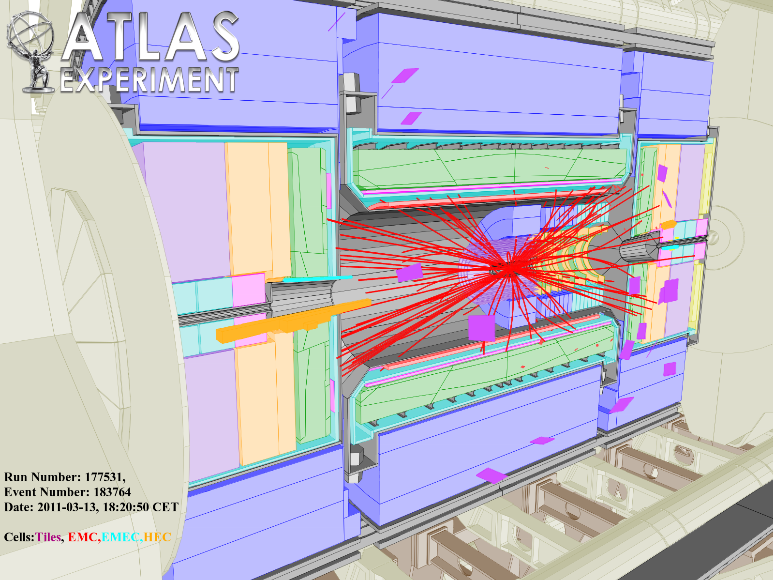 ATLAS
EXPERIMENT
Run Number: 177531,
Event Number: 183764
Date: 2011-03-13, 18:20:50 CET
Cells:Tiles, EMC,EMEC,HEC